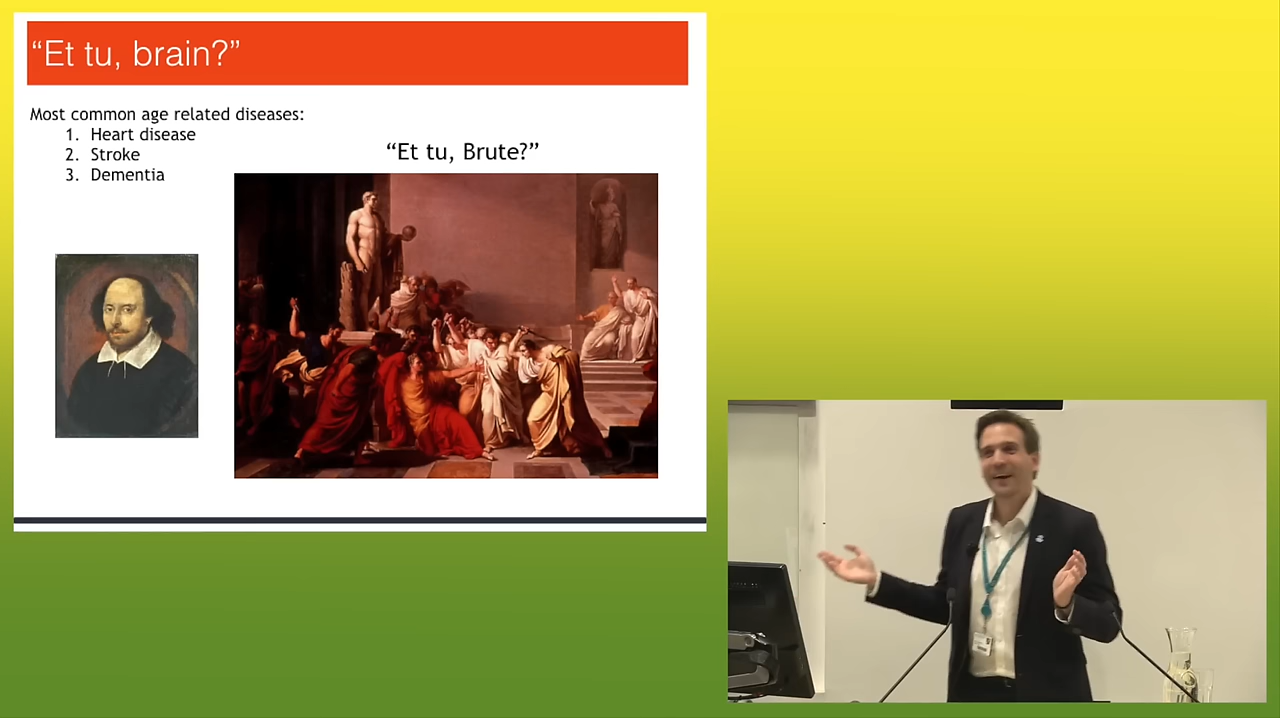 “Et tu, brain?”
Most common age related diseases:
1. Heart disease
2. Stroke
3. Dementia
“Et tu, Brute?”